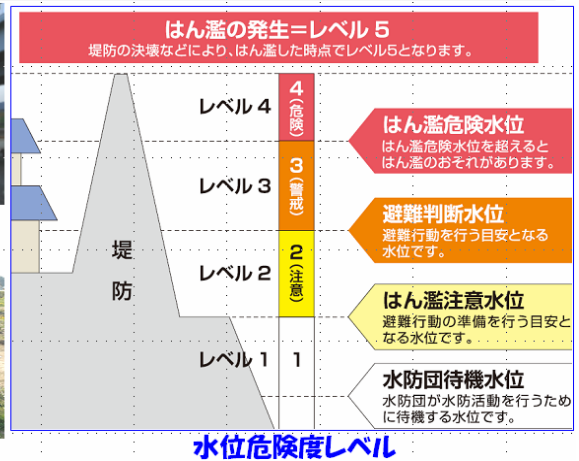 はん濫の発生＝レベル5
堤防の決壊などにより、はん濫した時点でレベル5となります。
レベル4
4（危険）
はん濫危険水位
はん濫危険水位を超えると
はん濫のおそれがあります。
レベル3
3（警戒）
避難判断水位
避難行動を行う目安となる
水位です。
堤防
レベル2
2（注意）
はん濫注意水位
避難行動の準備を行う目安と
なる水位です。
レベル1
1
水防団待機水位
水防団が水防活動を行うため
に待機する水位です。
水位危険度レベル